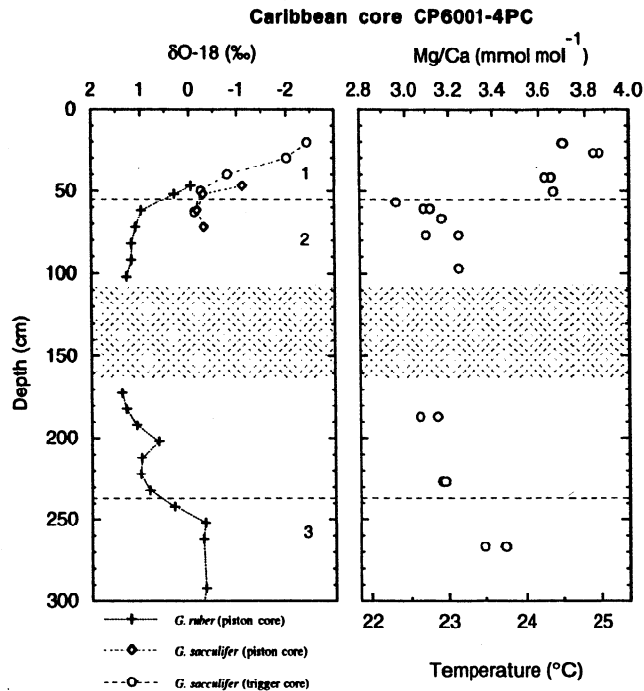 Caribbean core CP6001-4PC
δO-18 (‰)
2 1 0 -1 -2
Mg/Ca (mmol mol⁻¹)
2.8 3.0 3.2 3.4 3.6 3.8 4.0
0
50
100
150
200
250
300
Depth (cm)
1
2
3
22 23 24 25
Temperature (°C)
G. ruber (piston core)
G. sacculifer (piston core)
G. sacculifer (trigger core)